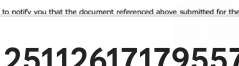 to notify you that the document referenced above submitted for the
25112617179557